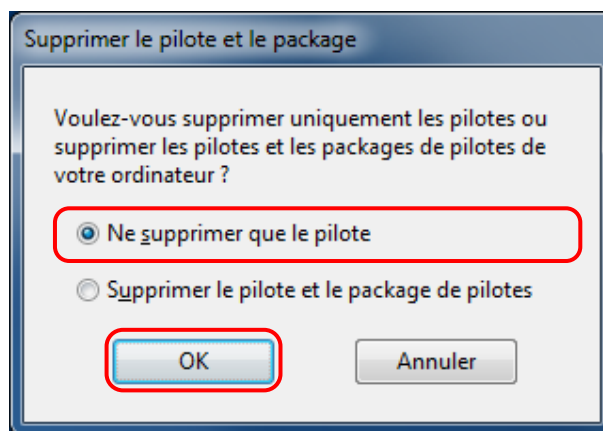 Supprimer le pilote et le package
Voulez-vous supprimer uniquement les pilotes ou
supprimer les pilotes et les packages de pilotes de
votre ordinateur ?
Ne supprimer que le pilote
Supprimer le pilote et le package de pilotes
OK
Annuler